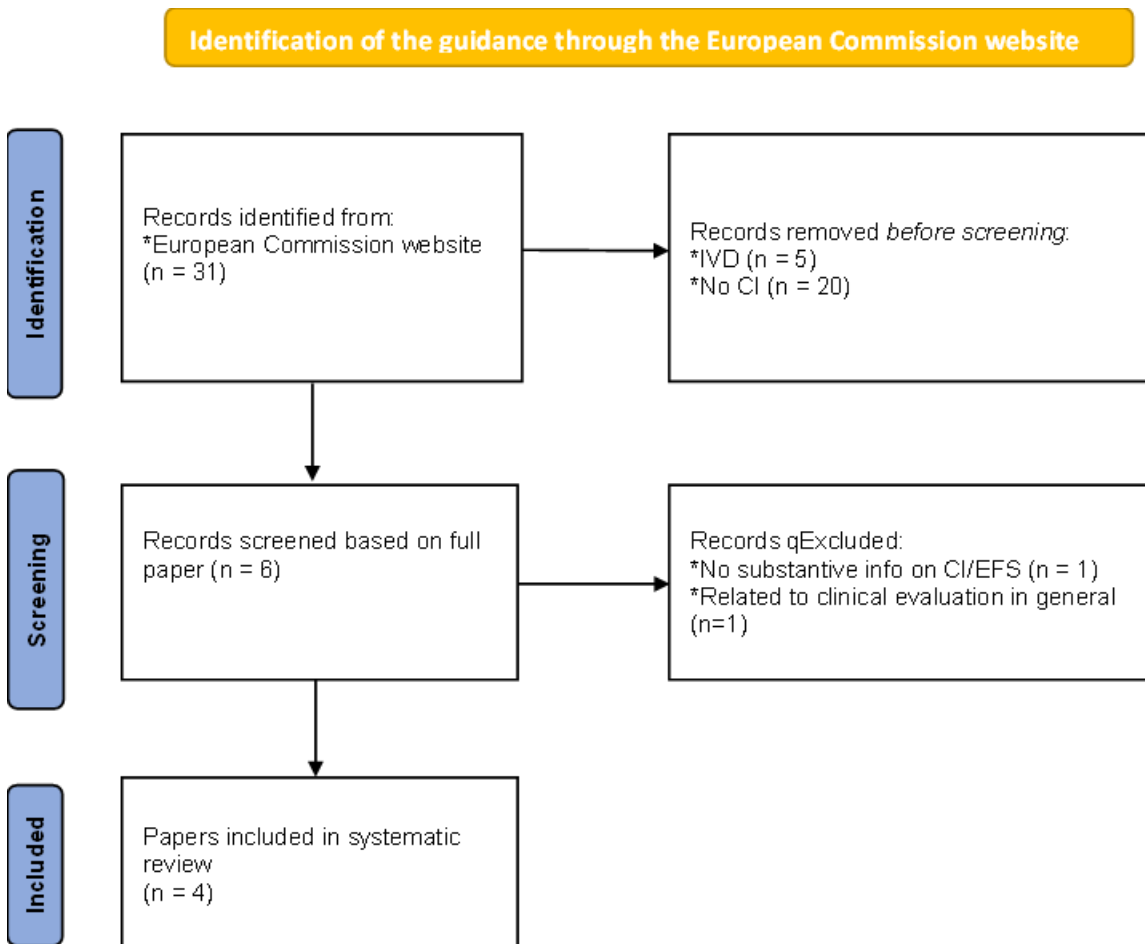 Identification of the guidance through the European Commission website
Identification
Records identified from:
*European Commission website
(n = 31)
Records removed before screening:
*IVD (n = 5)
*No CI (n = 20)
Screening
Records screened based on full
paper (n = 6)
Records qExcluded:
*No substantive info on CI/EFS (n = 1)
*Related to clinical evaluation in general
(n=1)
Included
Papers included in systematic
review
(n = 4)